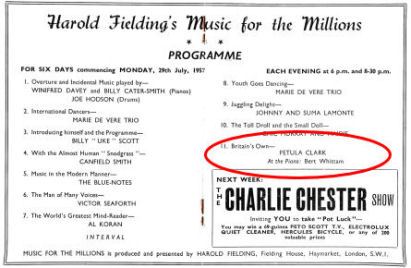 Harold Fielding's Music for the Millions
PROGRAMME
FOR SIX DAYS commencing MONDAY, 29th July, 1957
EACH EVENING at 6 p.m. and 8-30 p.m.
1. Overture and Incidental Music played by—
WINIFRED DAVEY and BILLY CATER-SMITH (Pianos)
JOE HODSON (Drums)
2. International Dancers—
MARIE DE VERE TRIO
3. Introducing himself and the Programme—
BILLY "UKE" SCOTT
4. With the Almost Human "Snodgrass"—
CANFIELD SMITH
5. Music in the Modern Manner—
THE BLUE-NOTES
6. The Man of Many Voices—
VICTOR SEAFORTH
7. The World's Greatest Mind-Reader—
AL KORAN
INTERVAL
8. Youth Goes Dancing—
MARIE DE VERE TRIO
9. Juggling Delight—
JOHNNY and SUMA LAMONTE
10. The Toll Droll and the Small Doll—
MURRAY and
11. Britain's Own—
PETULA CLARK
At the Piano: Bert Whittam
NEXT WEEK:
THE CHARLIE CHESTER SHOW
Inviting YOU to take "Pot Luck"—
You may win a 69-guinea PETO SCOTT T.V., ELECTROLUX
QUIET CLEANER, HERCULES BICYCLE, or any of 200
notable prizes
MUSIC FOR THE MILLIONS is produced and presented by HAROLD FIELDING, Fielding House, Haymarket, London, S.W.1.